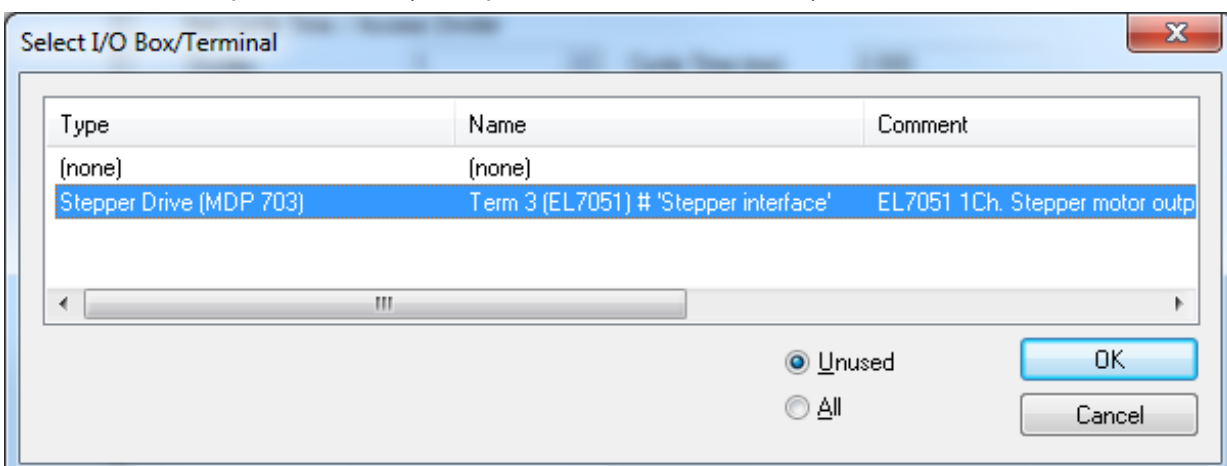 Select I/O Box/Terminal
Type Name Comment
(none) (none)
Stepper Drive (MDP 703) Term 3 (EL7051) # 'Stepper interface' EL7051 1Ch. Stepper motor outp
Unused
OK
All
Cancel